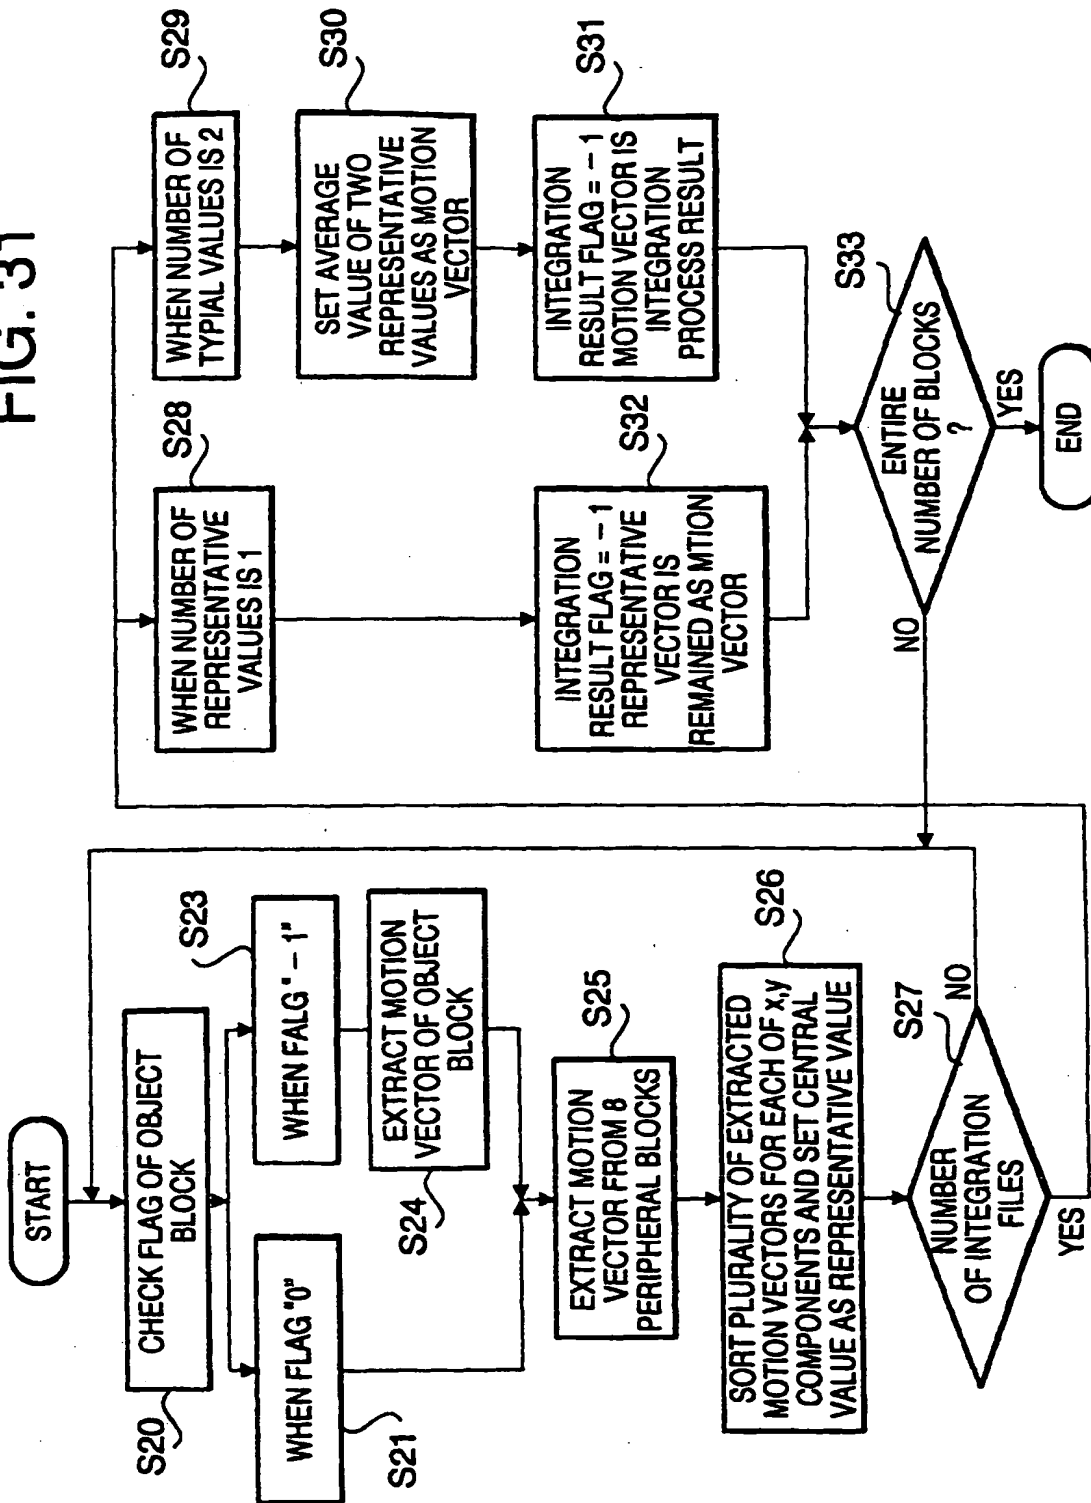 FIG. 31
START
CHECK FLAG OF OBJECT
BLOCK
S20
WHEN FLAG "0"
S21
WHEN FALG " – 1"
S23
EXTRACT MOTION
VECTOR OF OBJECT
BLOCK
S24
EXTRACT MOTION
VECTOR FROM 8
PERIPHERAL BLOCKS
S25
SORT PLURALITY OF EXTRACTED
MOTION VECTORS FOR EACH OF x,y
COMPONENTS AND SET CENTRAL
VALUE AS REPRESENTATIVE VALUE
S26
NUMBER
OF INTEGRATION
FILES
S27
NO
YES
WHEN NUMBER OF
REPRESENTATIVE
VALUES IS 1
S28
WHEN NUMBER OF
TYPIAL VALUES IS 2
S29
SET AVERAGE
VALUE OF TWO
REPRESENTATIVE
VALUES AS MOTION
VECTOR
S30
INTEGRATION
RESULT FLAG = – 1
MOTION VECTOR IS
INTEGRATION
PROCESS RESULT
S31
INTEGRATION
RESULT FLAG = – 1
REPRESENTATIVE
VECTOR IS
REMAINED AS MTION
VECTOR
S32
ENTIRE
NUMBER OF BLOCKS
?
S33
NO
YES
END